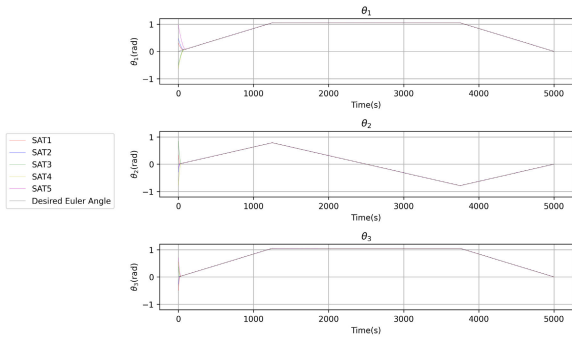 θ₁
θ₁(rad)
1
0
−1
0 1000 2000 3000 4000 5000
Time(s)
SAT1
SAT2
SAT3
SAT4
SAT5
Desired Euler Angle
θ₂
θ₂(rad)
1
0
−1
0 1000 2000 3000 4000 5000
Time(s)
θ₃
θ₃(rad)
1
0
−1
0 1000 2000 3000 4000 5000
Time(s)